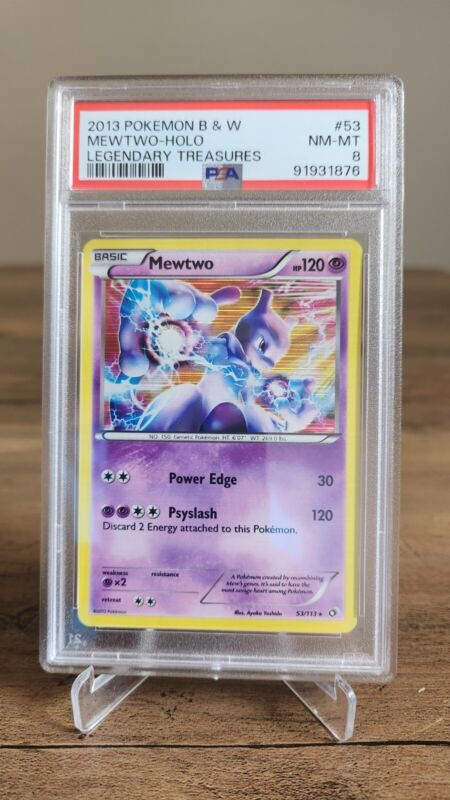 2013 POKEMON B & W #53
MEWTWO-HOLO NM-MT
LEGENDARY TREASURES 8
PSA 91931876
BASIC Mewtwo HP120
NO. 150 Genetic Pokémon HT: 6'07" WT: 269.0 lbs.
Power Edge 30
Psyslash 120
Discard 2 Energy attached to this Pokémon.
weakness resistance
×2
A Pokémon created by recombining
Mew's genes. It's said to have the
most savage heart among Pokémon.
retreat
©2013 Pokémon Illus. Ayaka Yoshida 53/113 ★